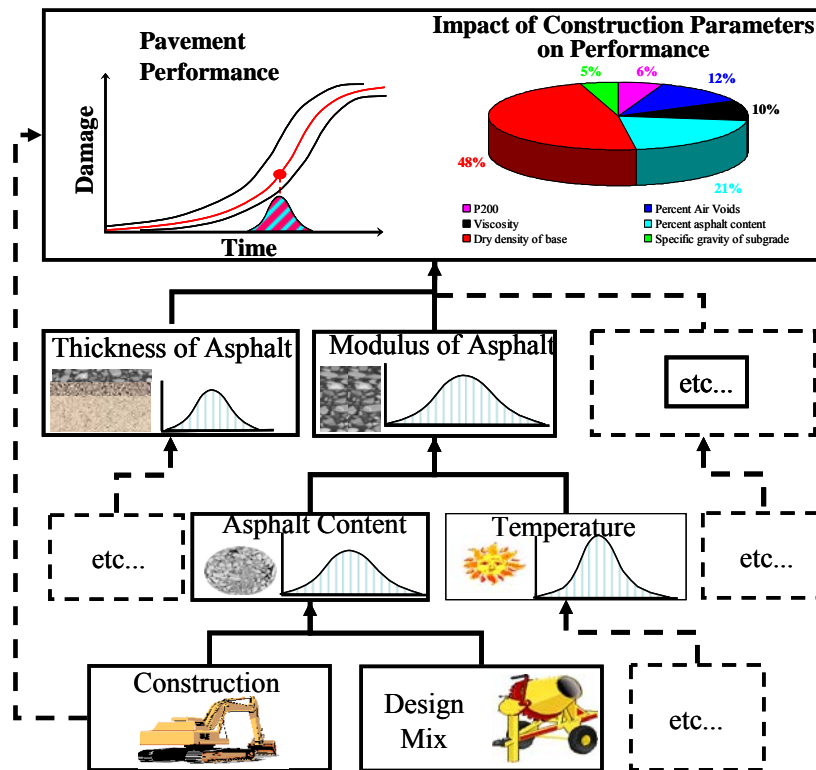 Pavement
Performance
Damage
Time
Impact of Construction Parameters
on Performance
5%
6%
12%
10%
48%
21%
P200
Percent Air Voids
Viscosity
Percent asphalt content
Dry density of base
Specific gravity of subgrade
Thickness of Asphalt
Modulus of Asphalt
etc...
etc...
Asphalt Content
Temperature
etc...
Construction
Design
Mix
etc...